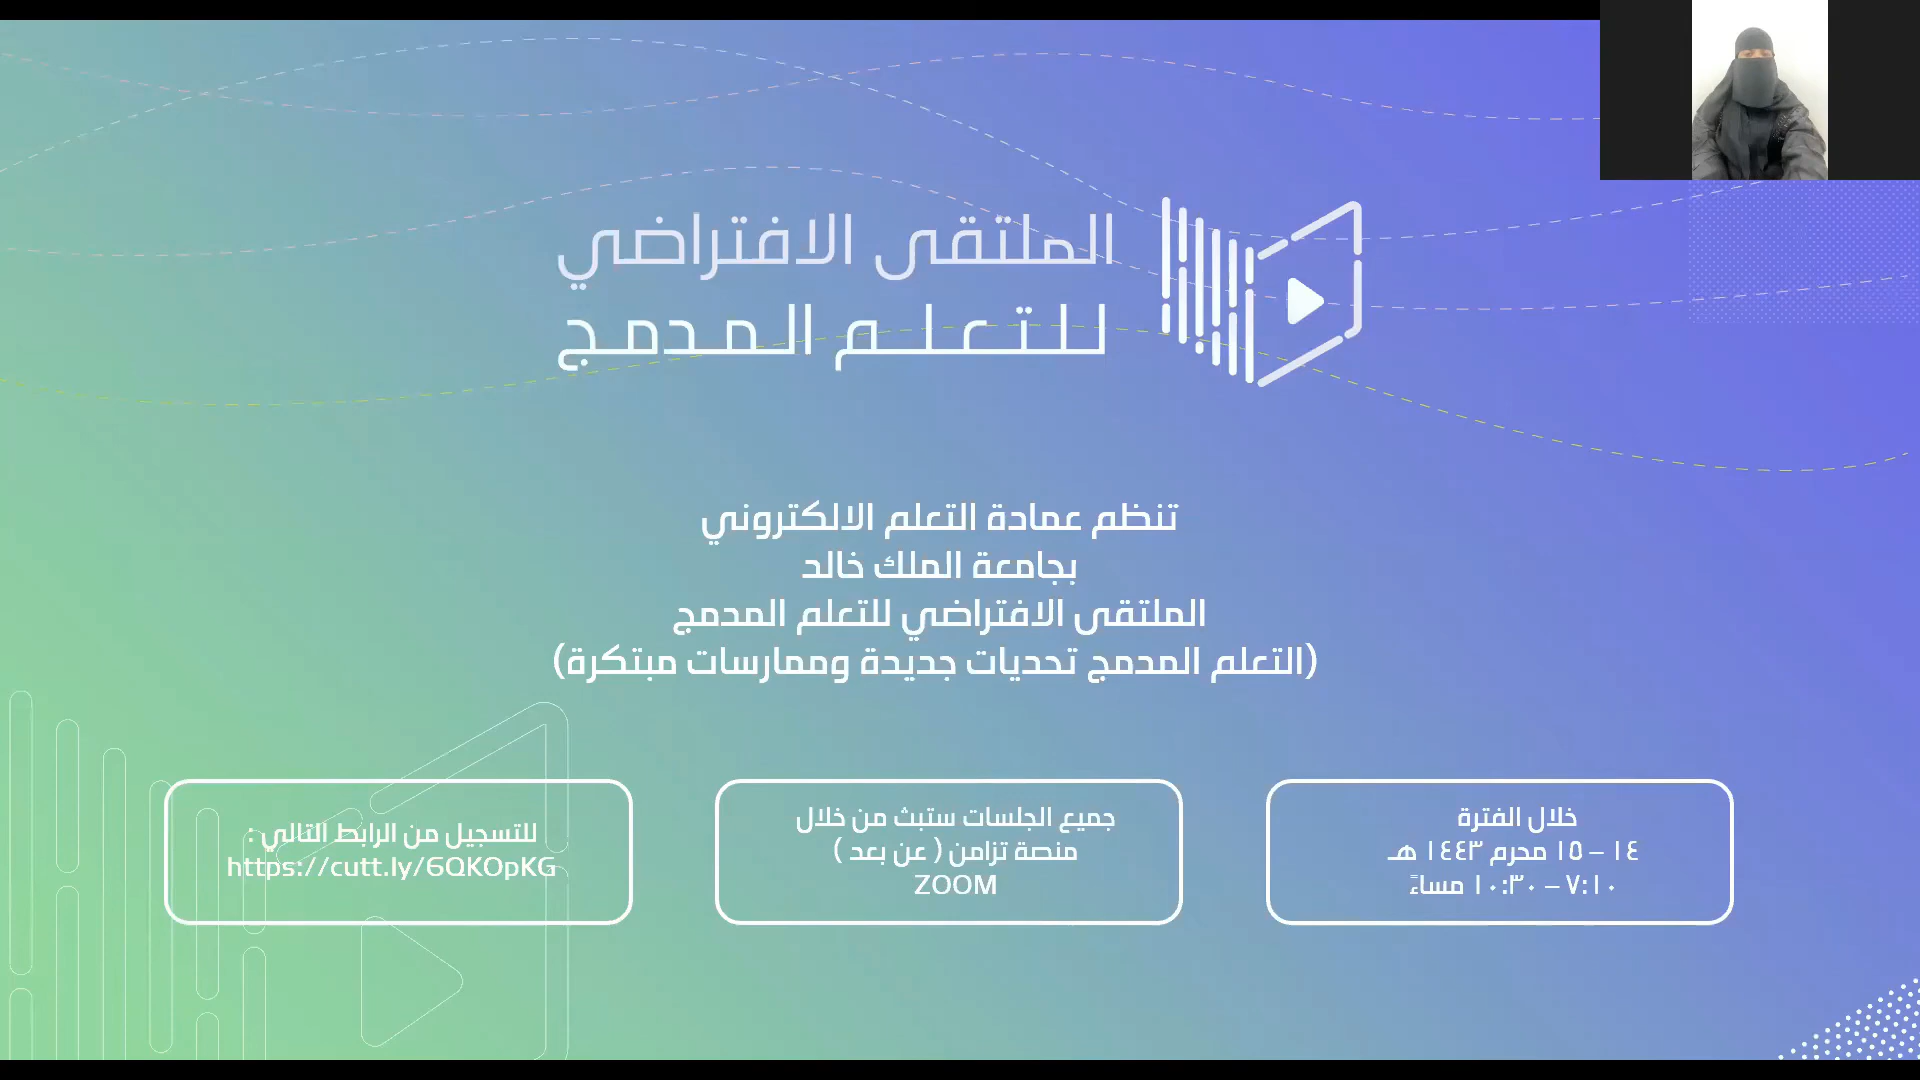 الملتقى الافتراضي
للتعلم المدمج
تنظم عمادة التعلم الالكتروني
بجامعة الملك خالد
الملتقى الافتراضي للتعلم المدمج
(التعلم المدمج تحديات جديدة وممارسات مبتكرة)
خلال الفترة
١٤ – ١٥ محرم ١٤٤٣ هـ
٧:١٠ – ١٠:٣٠ مساءً
جميع الجلسات ستبث من خلال
منصة تزامن ( عن بعد )
ZOOM
للتسجيل من الرابط التالي :
https://cutt.ly/6QKOpKG